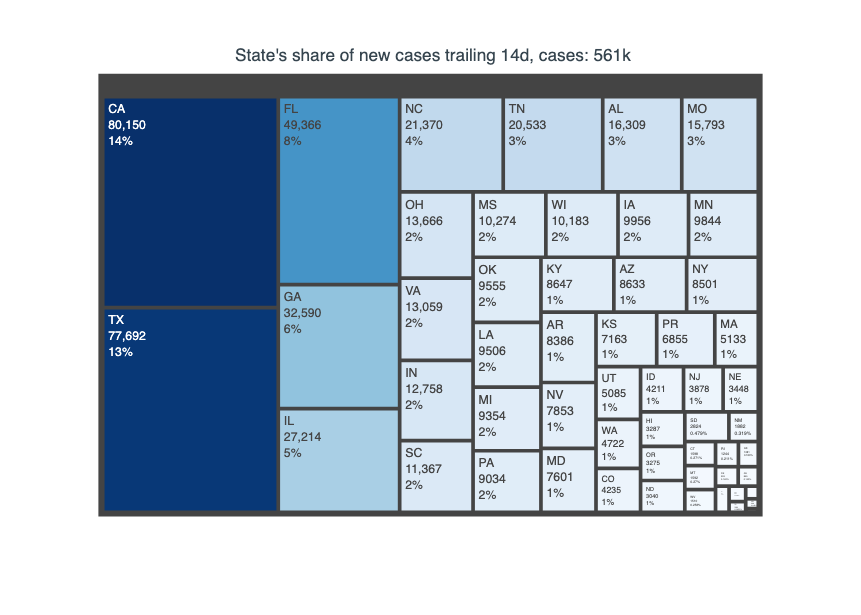 State's share of new cases trailing 14d, cases: 561k
CA
80,150
14%
TX
77,692
13%
FL
49,366
8%
GA
32,590
6%
IL
27,214
5%
NC
21,370
4%
TN
20,533
3%
AL
16,309
3%
MO
15,793
3%
OH
13,666
2%
VA
13,059
2%
IN
12,758
2%
SC
11,367
2%
MS
10,274
2%
WI
10,183
2%
IA
9956
2%
MN
9844
2%
OK
9555
2%
LA
9506
2%
MI
9354
2%
PA
9034
2%
KY
8647
1%
AZ
8633
1%
NY
8501
1%
AR
8386
1%
NV
7853
1%
MD
7601
1%
KS
7163
1%
PR
6855
1%
MA
5133
1%
UT
5085
1%
WA
4722
1%
CO
4235
1%
ID
4211
1%
NJ
3878
1%
NE
3448
1%
HI
3287
1%
OR
3275
1%
ND
3040
1%
SD
2824
0.479%
NM
0.319%
CT
MT